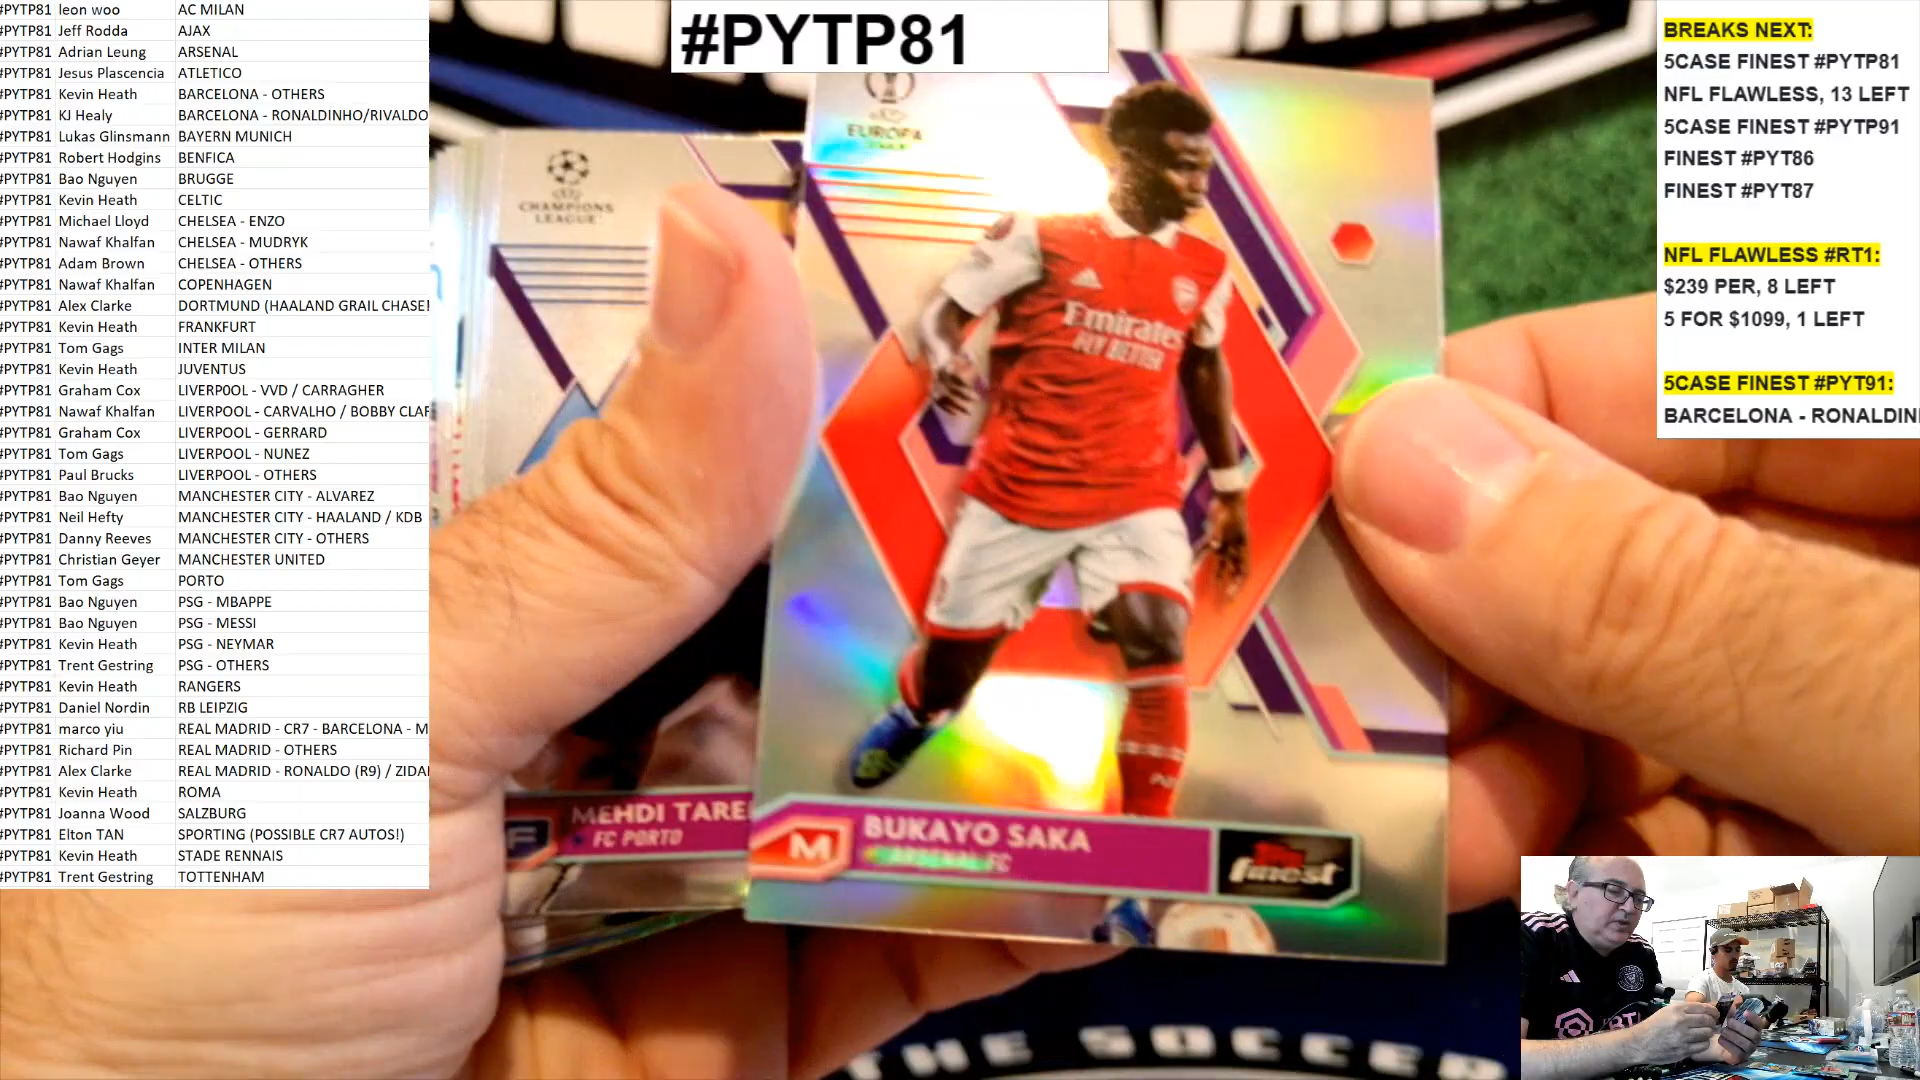 #PYTP81 leon woo AC MILAN
#PYTP81 Jeff Rodda AJAX
#PYTP81 Adrian Leung ARSENAL
#PYTP81 Jesus Plascencia ATLETICO
#PYTP81 Kevin Heath BARCELONA - OTHERS
#PYTP81 KJ Healy BARCELONA - RONALDINHO/RIVALDO
#PYTP81 Lukas Glinsmann BAYERN MUNICH
#PYTP81 Robert Hodgins BENFICA
#PYTP81 Bao Nguyen BRUGGE
#PYTP81 Kevin Heath CELTIC
#PYTP81 Michael Lloyd CHELSEA - ENZO
#PYTP81 Nawaf Khalfan CHELSEA - MUDRYK
#PYTP81 Adam Brown CHELSEA - OTHERS
#PYTP81 Nawaf Khalfan COPENHAGEN
#PYTP81 Alex Clarke DORTMUND (HAALAND GRAIL CHASE!
#PYTP81 Kevin Heath FRANKFURT
#PYTP81 Tom Gags INTER MILAN
#PYTP81 Kevin Heath JUVENTUS
#PYTP81 Graham Cox LIVERPOOL - VVD / CARRAGHER
#PYTP81 Nawaf Khalfan LIVERPOOL - CARVALHO / BOBBY CLAR
#PYTP81 Graham Cox LIVERPOOL - GERRARD
#PYTP81 Tom Gags LIVERPOOL - NUNEZ
#PYTP81 Paul Brucks LIVERPOOL - OTHERS
#PYTP81 Bao Nguyen MANCHESTER CITY - ALVAREZ
#PYTP81 Neil Hefty MANCHESTER CITY - HAALAND / KDB
#PYTP81 Danny Reeves MANCHESTER CITY - OTHERS
#PYTP81 Christian Geyer MANCHESTER UNITED
#PYTP81 Tom Gags PORTO
#PYTP81 Bao Nguyen PSG - MBAPPE
#PYTP81 Bao Nguyen PSG - MESSI
#PYTP81 Kevin Heath PSG - NEYMAR
#PYTP81 Trent Gestring PSG - OTHERS
#PYTP81 Kevin Heath RANGERS
#PYTP81 Daniel Nordin RB LEIPZIG
#PYTP81 marco yiu REAL MADRID - CR7 - BARCELONA - M
#PYTP81 Richard Pin REAL MADRID - OTHERS
#PYTP81 Alex Clarke REAL MADRID - RONALDO (R9) / ZIDA
#PYTP81 Kevin Heath ROMA
#PYTP81 Joanna Wood SALZBURG
#PYTP81 Elton TAN SPORTING (POSSIBLE CR7 AUTOS!)
#PYTP81 Kevin Heath STADE RENNAIS
#PYTP81 Trent Gestring TOTTENHAM
#PYTP81
CHAMPIONS
LEAGUE
MEHDI TARE
FC PORTO
EUROPA
LEAGUE
Emirates
FLY BETTER
M
BUKAYO SAKA
ARSENAL FC
Topps
finest
THE SOCCER
BREAKS NEXT:
5CASE FINEST #PYTP81
NFL FLAWLESS, 13 LEFT
5CASE FINEST #PYTP91
FINEST #PYT86
FINEST #PYT87
NFL FLAWLESS #RT1:
$239 PER, 8 LEFT
5 FOR $1099, 1 LEFT
5CASE FINEST #PYT91:
BARCELONA - RONALDIN